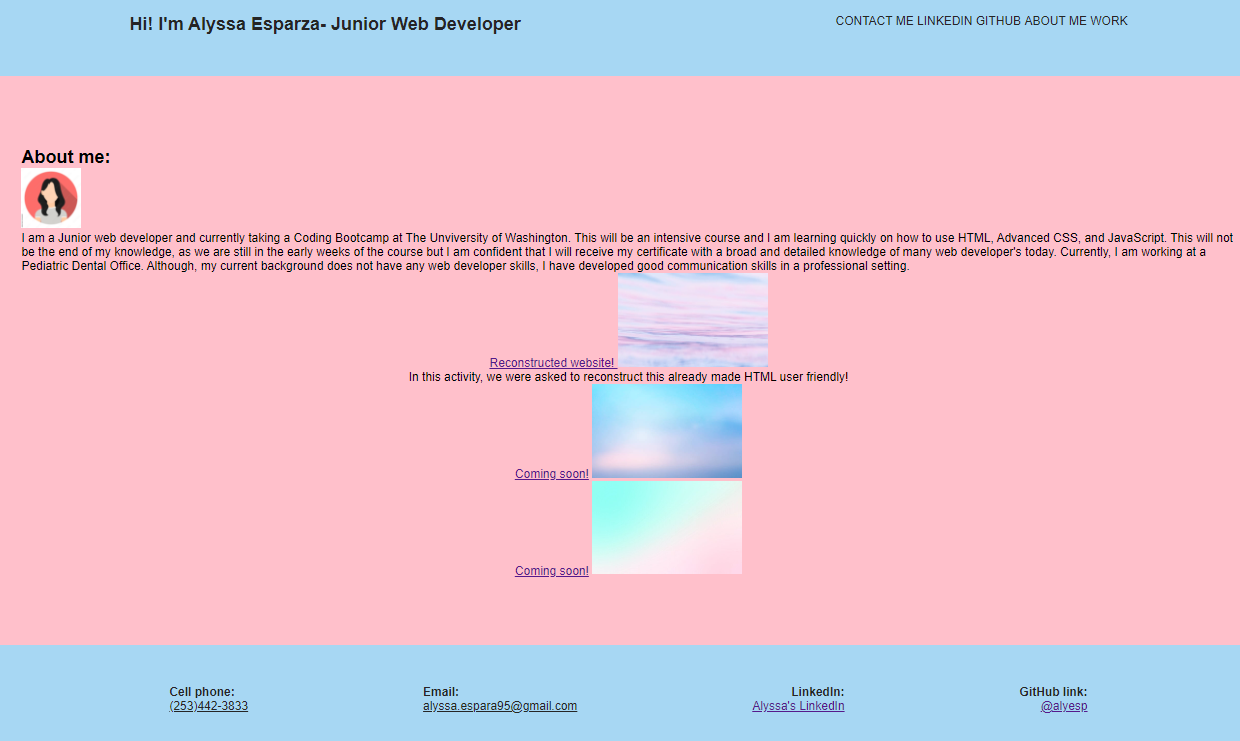 Hi! I'm Alyssa Esparza- Junior Web Developer
CONTACT ME LINKEDIN GITHUB ABOUT ME WORK
About me:
I am a Junior web developer and currently taking a Coding Bootcamp at The Unviversity of Washington. This will be an intensive course and I am learning quickly on how to use HTML, Advanced CSS, and JavaScript. This will not
be the end of my knowledge, as we are still in the early weeks of the course but I am confident that I will receive my certificate with a broad and detailed knowledge of many web developer's today. Currently, I am working at a
Pediatric Dental Office. Although, my current background does not have any web developer skills, I have developed good communication skills in a professional setting.
Reconstructed website!
In this activity, we were asked to reconstruct this already made HTML user friendly!
Coming soon!
Coming soon!
Cell phone:
(253)442-3833
Email:
alyssa.espara95@gmail.com
LinkedIn:
Alyssa's LinkedIn
GitHub link:
@alyesp